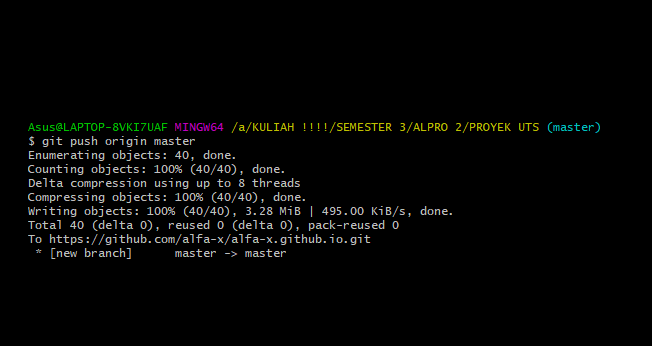 Asus@LAPTOP-8VKI7UAF MINGW64 /a/KULIAH !!!!/SEMESTER 3/ALPRO 2/PROYEK UTS (master)
$ git push origin master
Enumerating objects: 40, done.
Counting objects: 100% (40/40), done.
Delta compression using up to 8 threads
Compressing objects: 100% (40/40), done.
Writing objects: 100% (40/40), 3.28 MiB | 495.00 KiB/s, done.
Total 40 (delta 0), reused 0 (delta 0), pack-reused 0
To https://github.com/alfa-x/alfa-x.github.io.git
 * [new branch]      master -> master